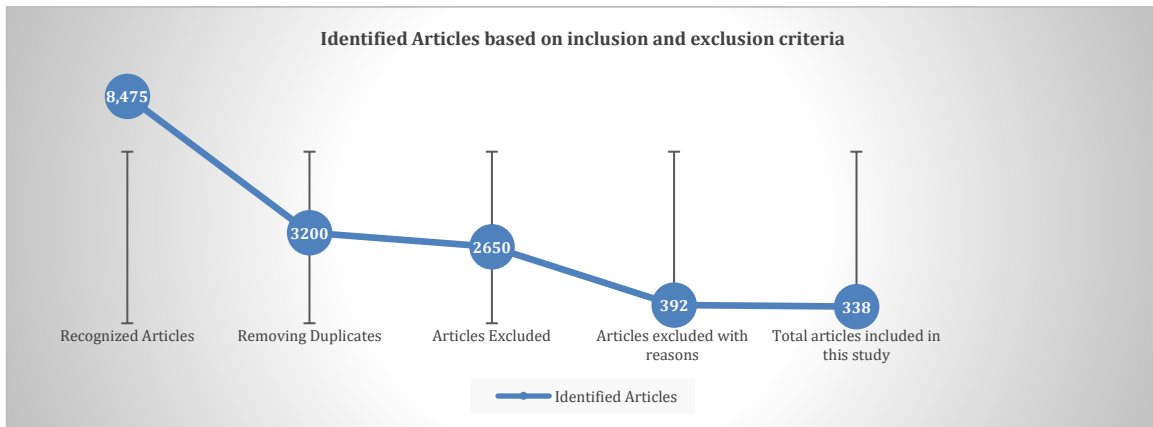 Identified Articles based on inclusion and exclusion criteria
8,475
3200
2650
392
338
Recognized Articles
Removing Duplicates
Articles Excluded
Articles excluded with
reasons
Total articles included in
this study
Identified Articles